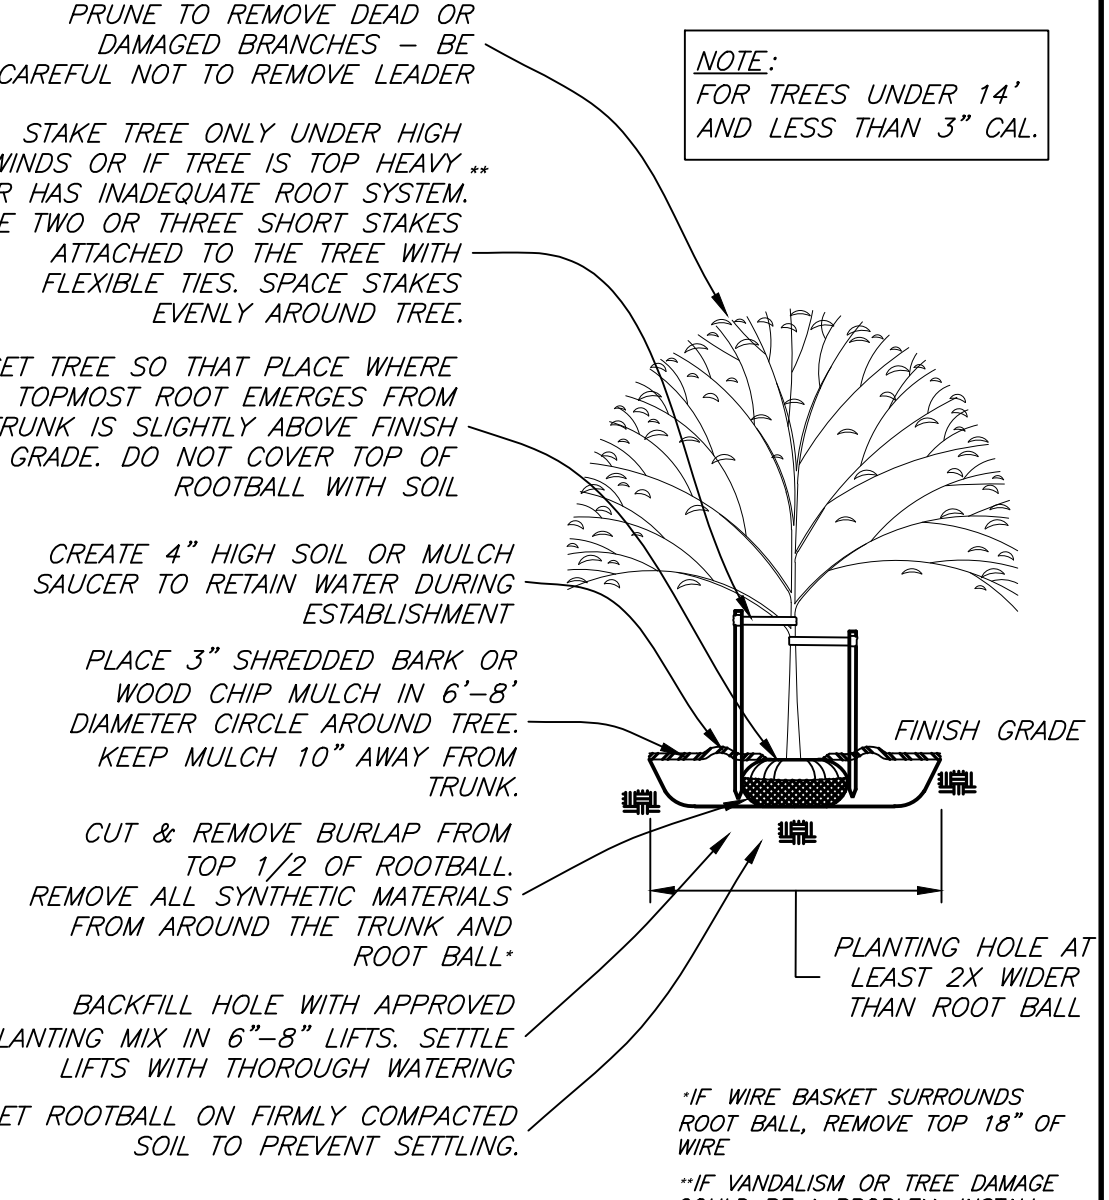 PRUNE TO REMOVE DEAD OR
DAMAGED BRANCHES – BE
CAREFUL NOT TO REMOVE LEADER
STAKE TREE ONLY UNDER HIGH
WINDS OR IF TREE IS TOP HEAVY **
HAS INADEQUATE ROOT SYSTEM.
TWO OR THREE SHORT STAKES
ATTACHED TO THE TREE WITH
FLEXIBLE TIES. SPACE STAKES
EVENLY AROUND TREE.
TREE SO THAT PLACE WHERE
TOPMOST ROOT EMERGES FROM
TRUNK IS SLIGHTLY ABOVE FINISH
GRADE. DO NOT COVER TOP OF
ROOTBALL WITH SOIL
CREATE 4" HIGH SOIL OR MULCH
SAUCER TO RETAIN WATER DURING
ESTABLISHMENT
PLACE 3" SHREDDED BARK OR
WOOD CHIP MULCH IN 6'–8'
DIAMETER CIRCLE AROUND TREE.
KEEP MULCH 10" AWAY FROM
TRUNK.
CUT & REMOVE BURLAP FROM
TOP 1/2 OF ROOTBALL.
REMOVE ALL SYNTHETIC MATERIALS
FROM AROUND THE TRUNK AND
ROOT BALL*
BACKFILL HOLE WITH APPROVED
MIX IN 6"–8" LIFTS. SETTLE
LIFTS WITH THOROUGH WATERING
ROOTBALL ON FIRMLY COMPACTED
SOIL TO PREVENT SETTLING.
NOTE:
FOR TREES UNDER 14'
AND LESS THAN 3" CAL.
FINISH GRADE
PLANTING HOLE AT
LEAST 2X WIDER
THAN ROOT BALL
*IF WIRE BASKET SURROUNDS
ROOT BALL, REMOVE TOP 18" OF
WIRE
**IF VANDALISM OR TREE DAMAGE